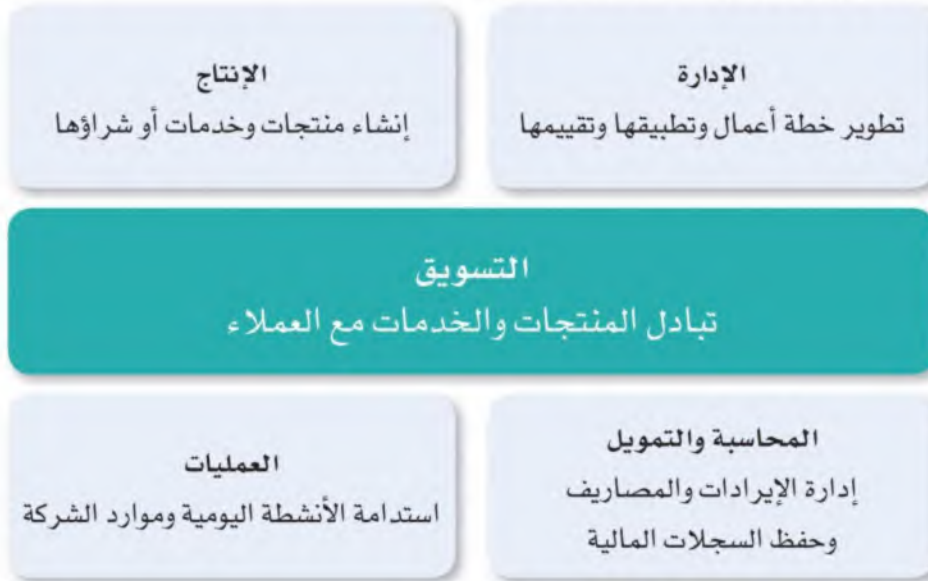 الإدارة
تطوير خطة أعمال وتطبيقها وتقييمها
الإنتاج
إنشاء منتجات وخدمات أو شراؤها
التسويق
تبادل المنتجات والخدمات مع العملاء
المحاسبة والتمويل
إدارة الإيرادات والمصاريف
وحفظ السجلات المالية
العمليات
استدامة الأنشطة اليومية وموارد الشركة